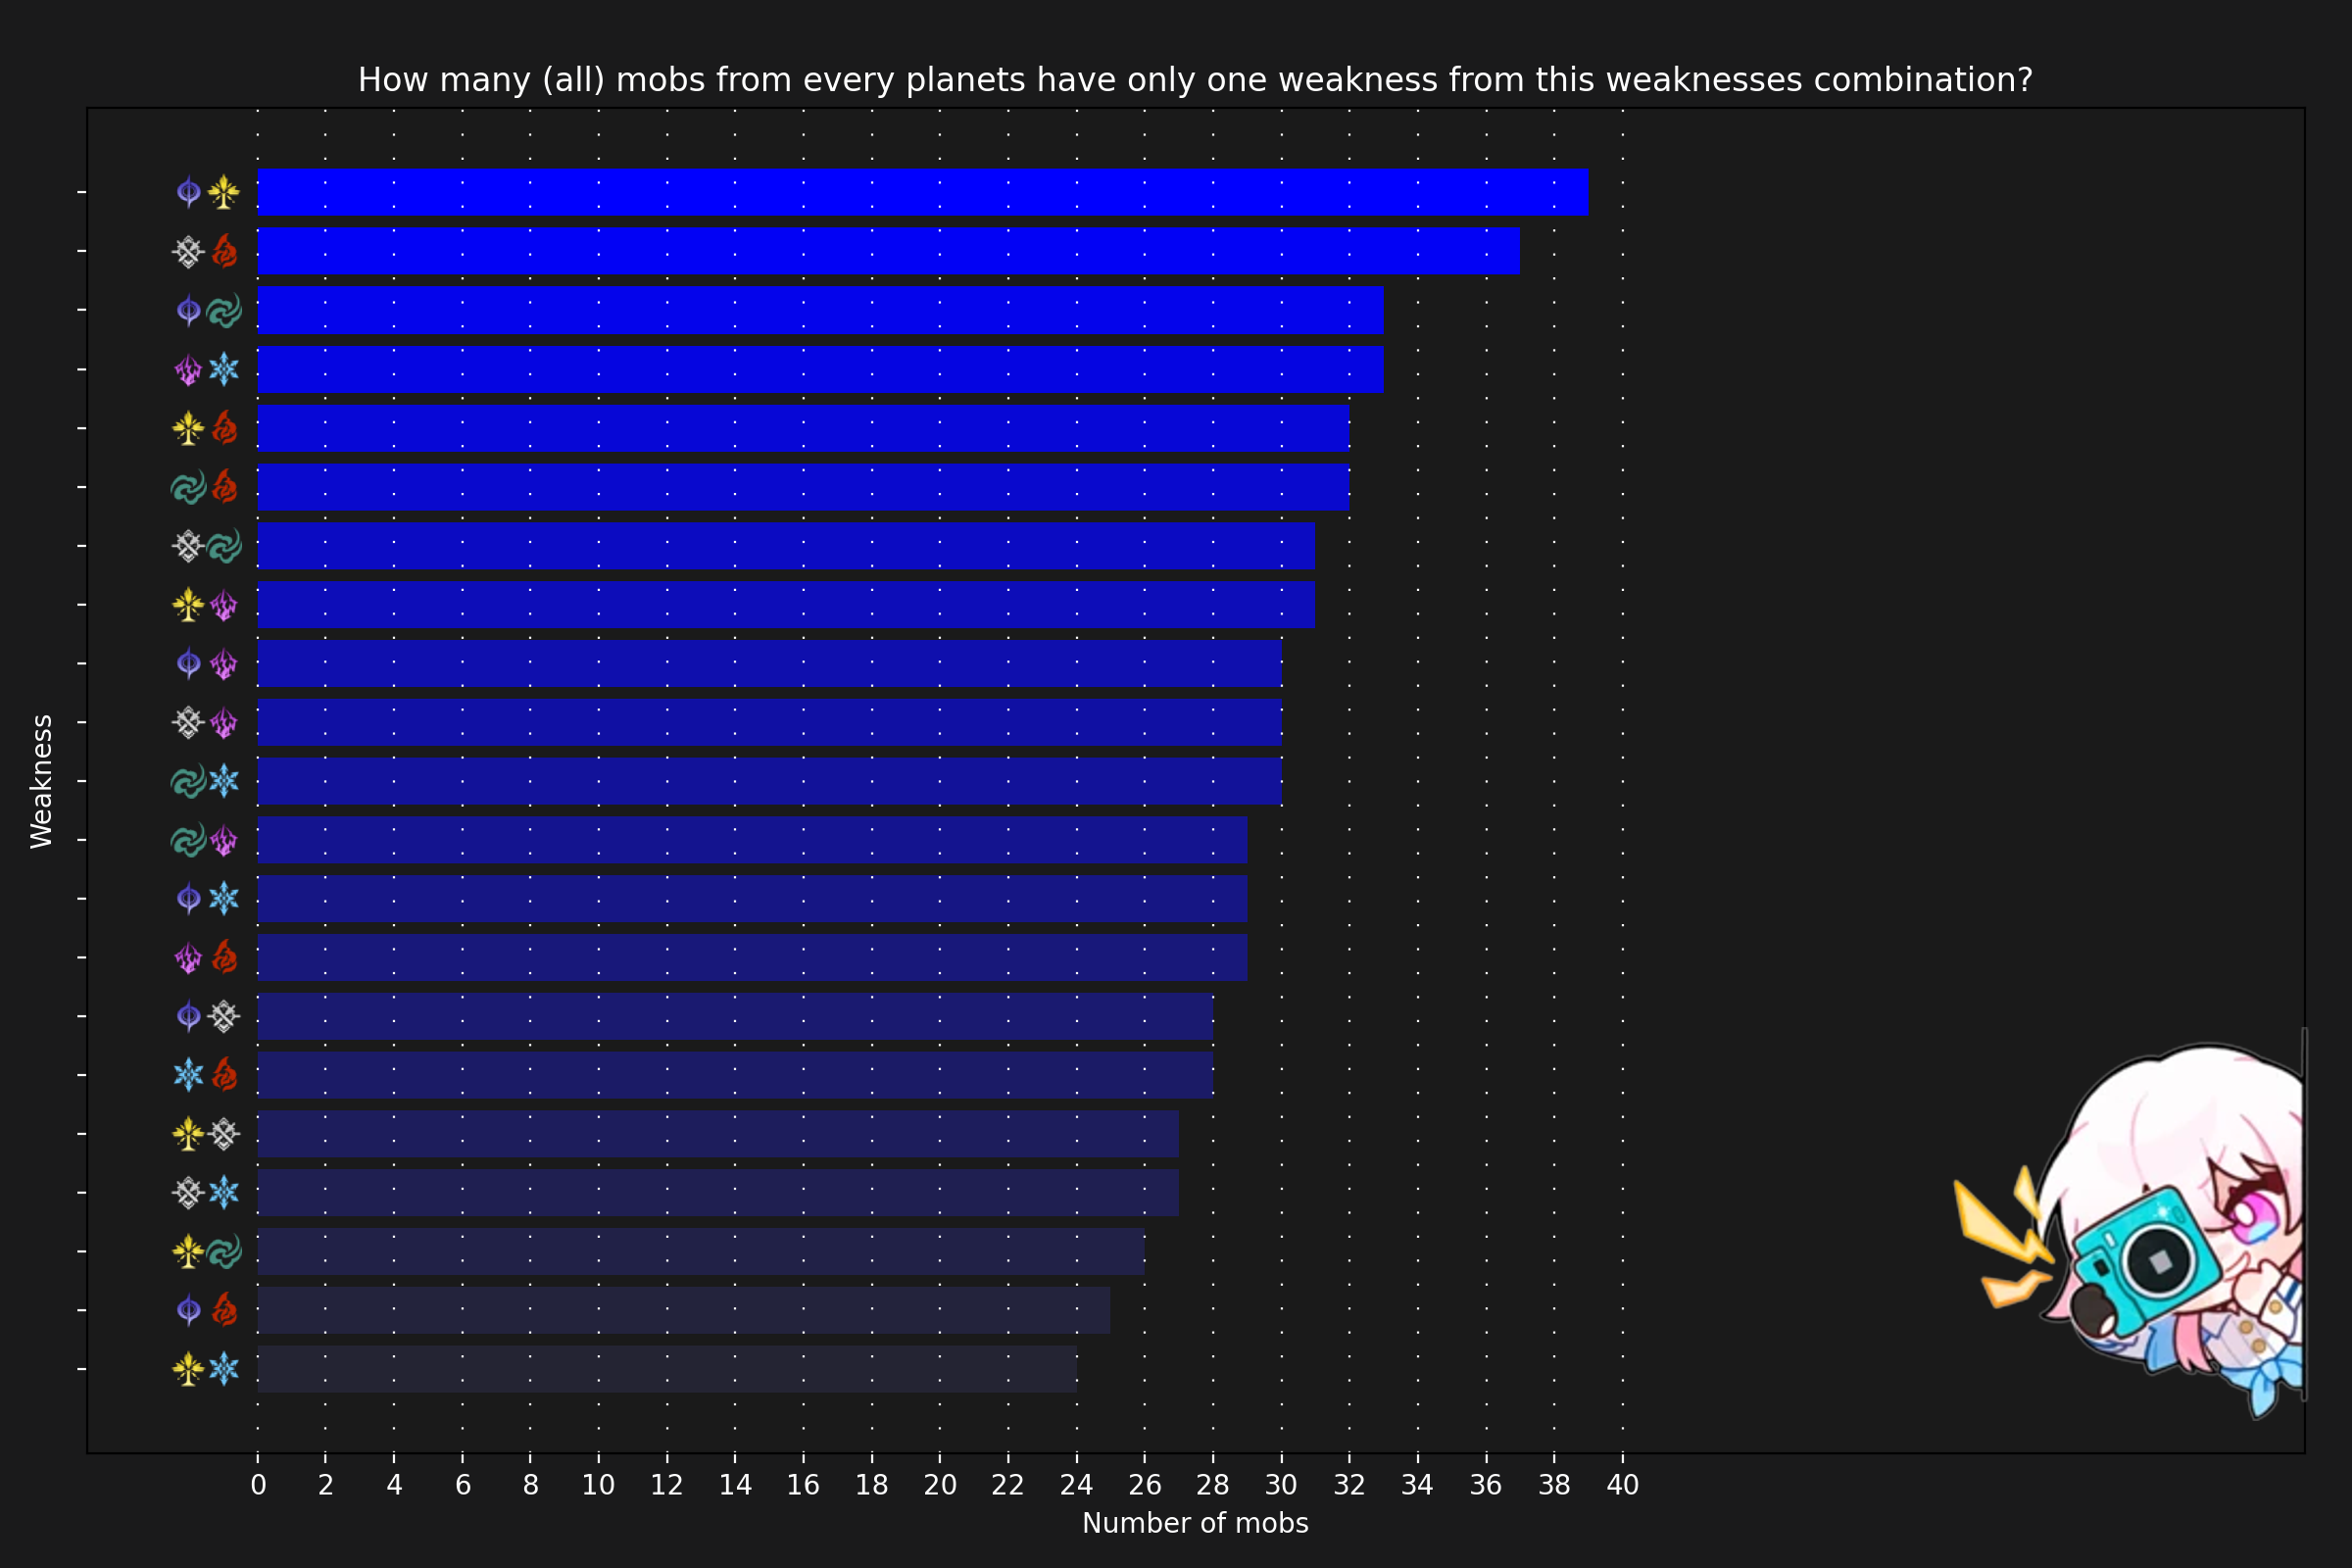 How many (all) mobs from every planets have only one weakness from this weaknesses combination?
Weakness
0 2 4 6 8 10 12 14 16 18 20 22 24 26 28 30 32 34 36 38 40
Number of mobs